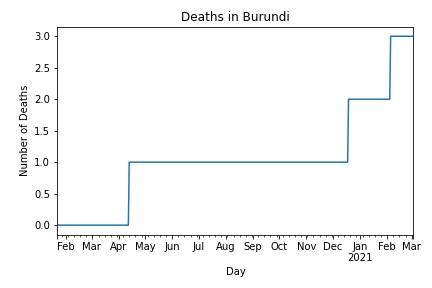 Deaths in Burundi
Number of Deaths
3.0
2.5
2.0
1.5
1.0
0.5
0.0
Feb Mar Apr May Jun Jul Aug Sep Oct Nov Dec Jan Feb Mar
2021
Day